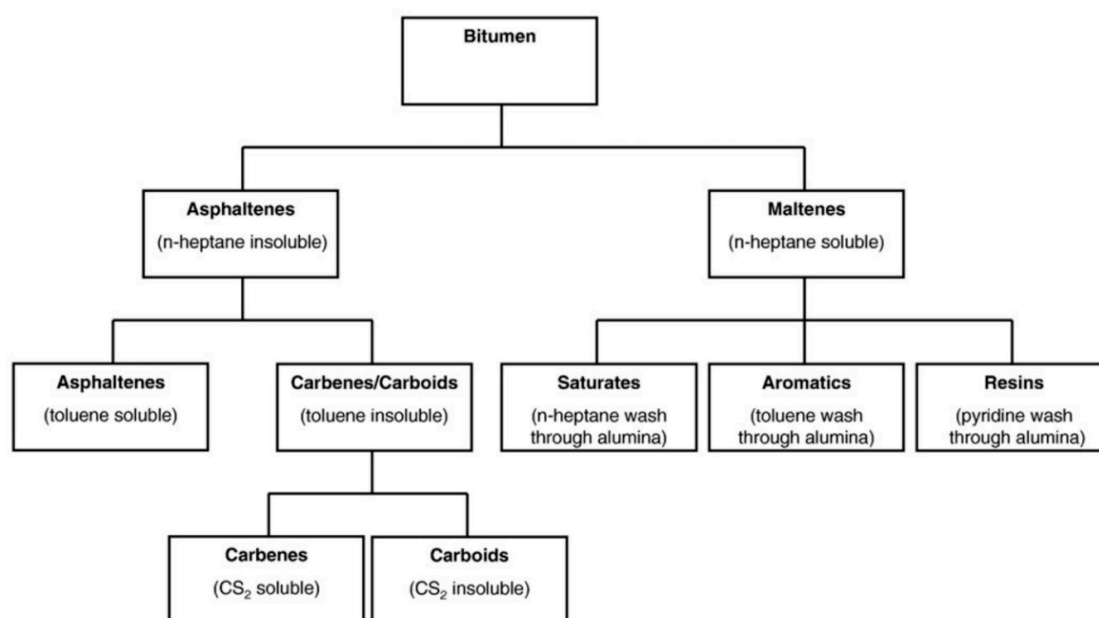 Bitumen
Asphaltenes
(n-heptane insoluble)
Maltenes
(n-heptane soluble)
Asphaltenes
(toluene soluble)
Carbenes/Carboids
(toluene insoluble)
Saturates
(n-heptane wash
through alumina)
Aromatics
(toluene wash
through alumina)
Resins
(pyridine wash
through alumina)
Carbenes
(CS₂ soluble)
Carboids
(CS₂ insoluble)